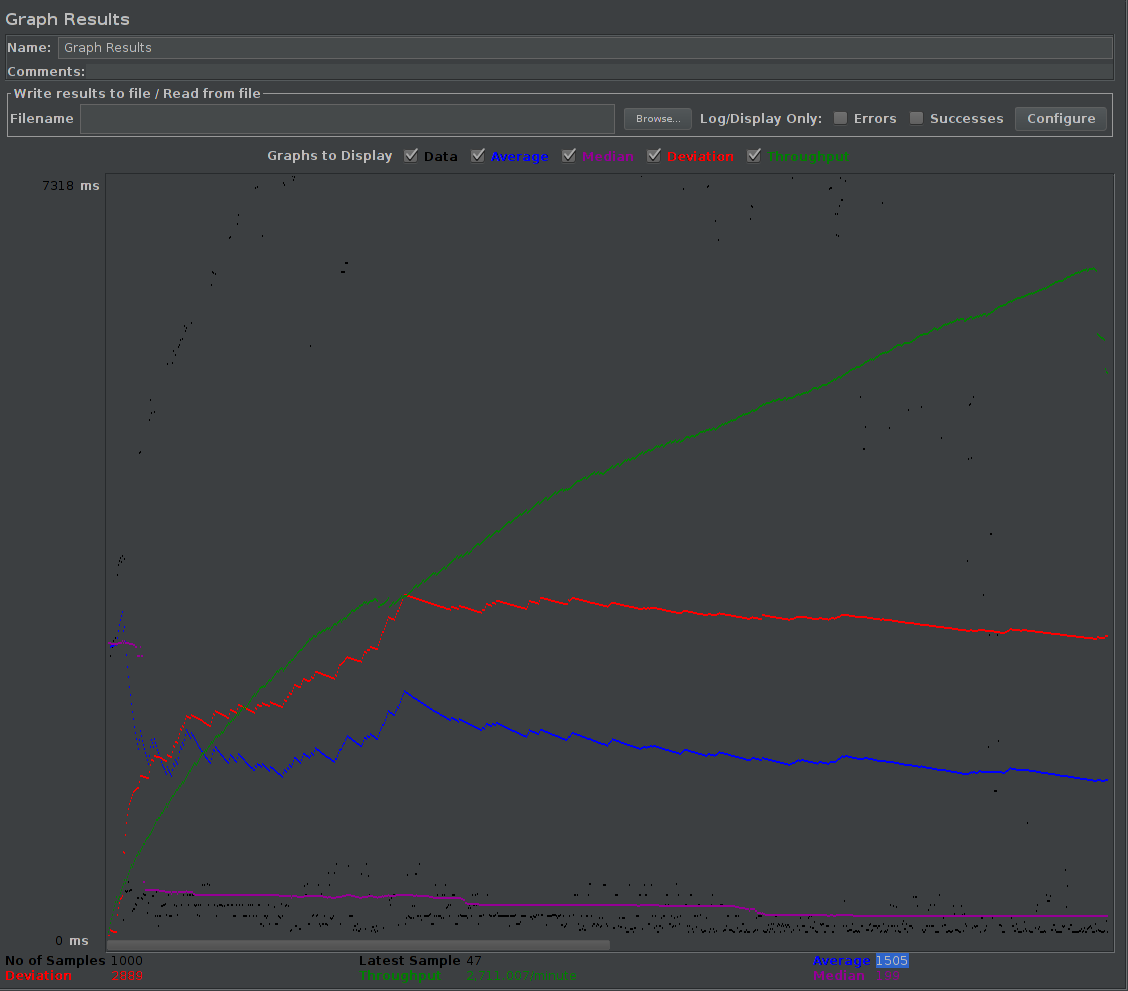 Graph Results
Name: Graph Results
Comments:
Write results to file / Read from file
Filename Browse... Log/Display Only: Errors Successes Configure
Graphs to Display Data Average Median Deviation Throughput
7318 ms
0 ms
No of Samples 1000 Latest Sample 47 Average 1505
Deviation 2888 Throughput 2,711.007/minute Median